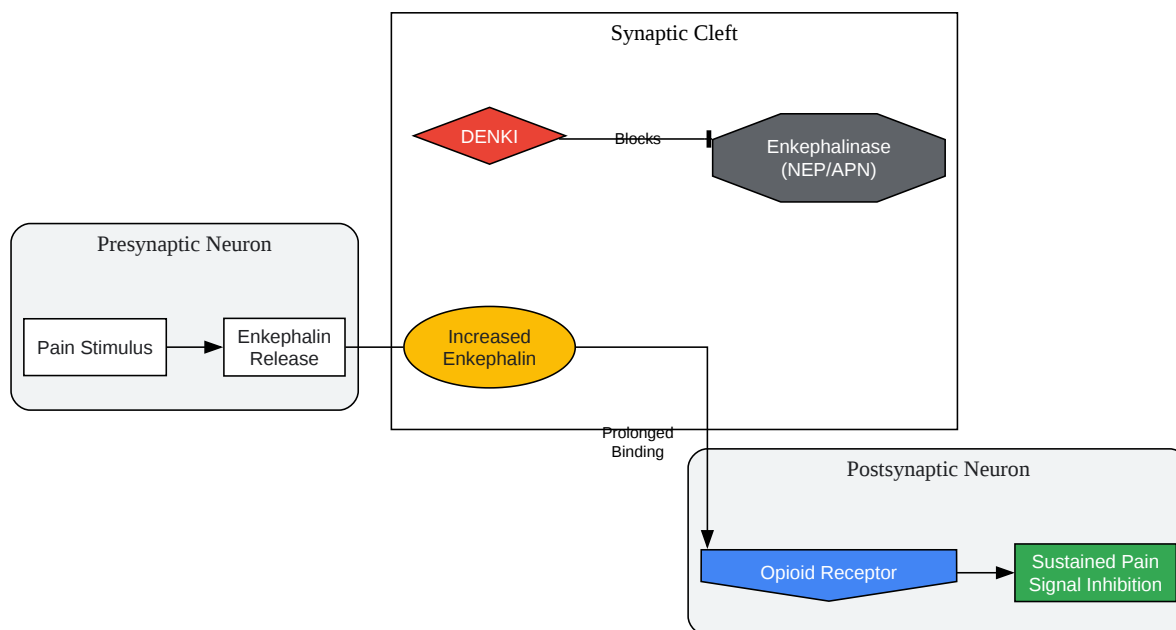 Synaptic Cleft
DENKI
Blocks
Enkephalinase
(NEP/APN)
Presynaptic Neuron
Pain Stimulus
Enkephalin
Release
Increased
Enkephalin
Prolonged
Binding
Postsynaptic Neuron
Opioid Receptor
Sustained Pain
Signal Inhibition